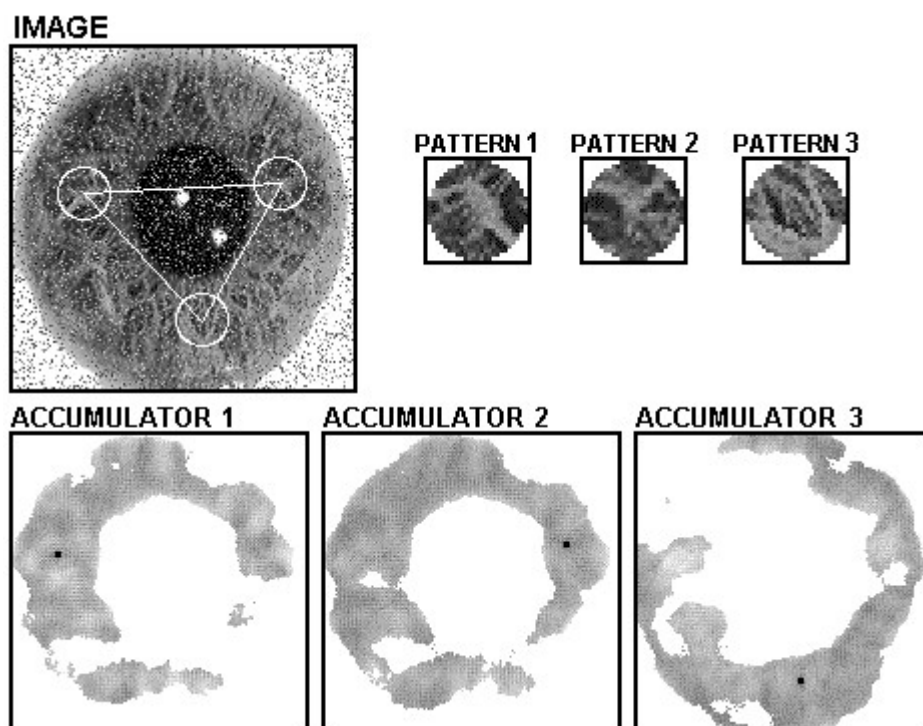 IMAGE
PATTERN 1
PATTERN 2
PATTERN 3
ACCUMULATOR 1
ACCUMULATOR 2
ACCUMULATOR 3